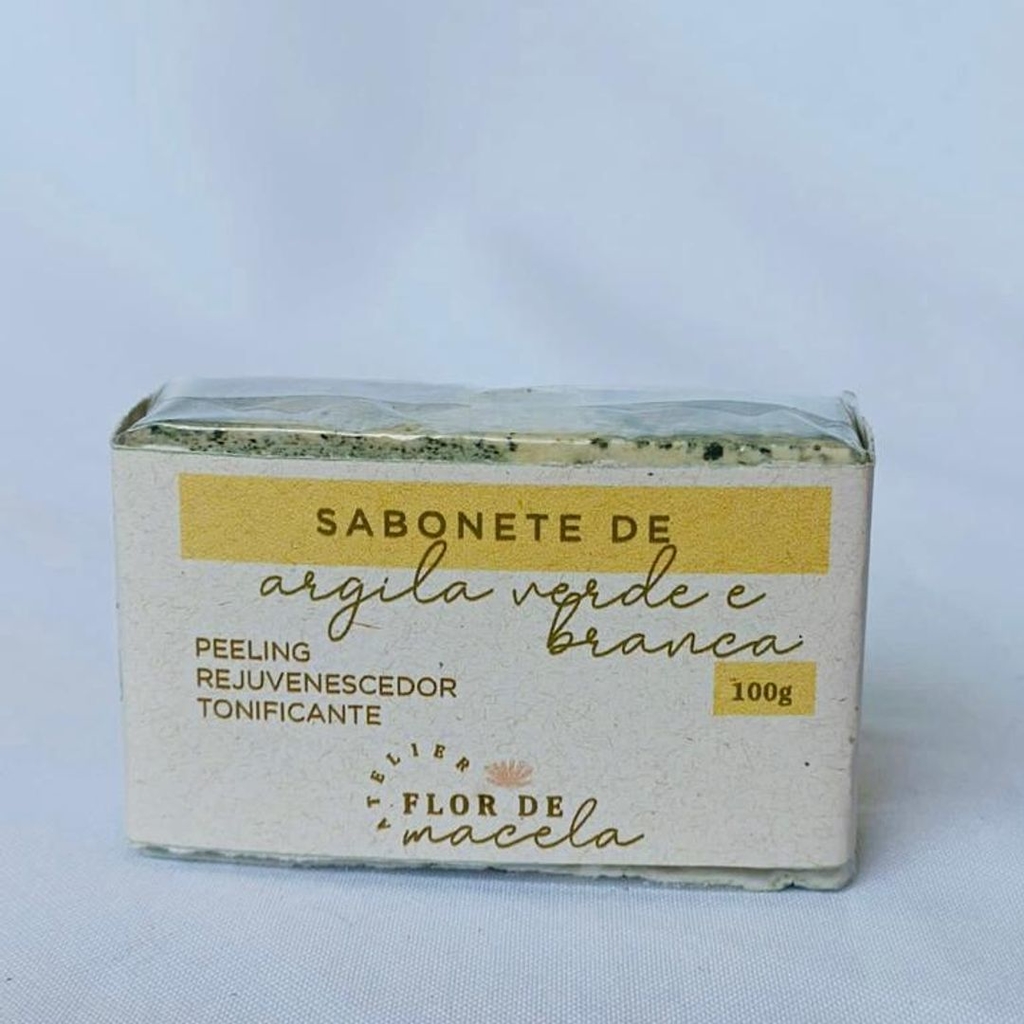 SABONETE DE
argila verde e
branca
PEELING
REJUVENESCEDOR
TONIFICANTE
100g
ATELIER
FLOR DE
macela